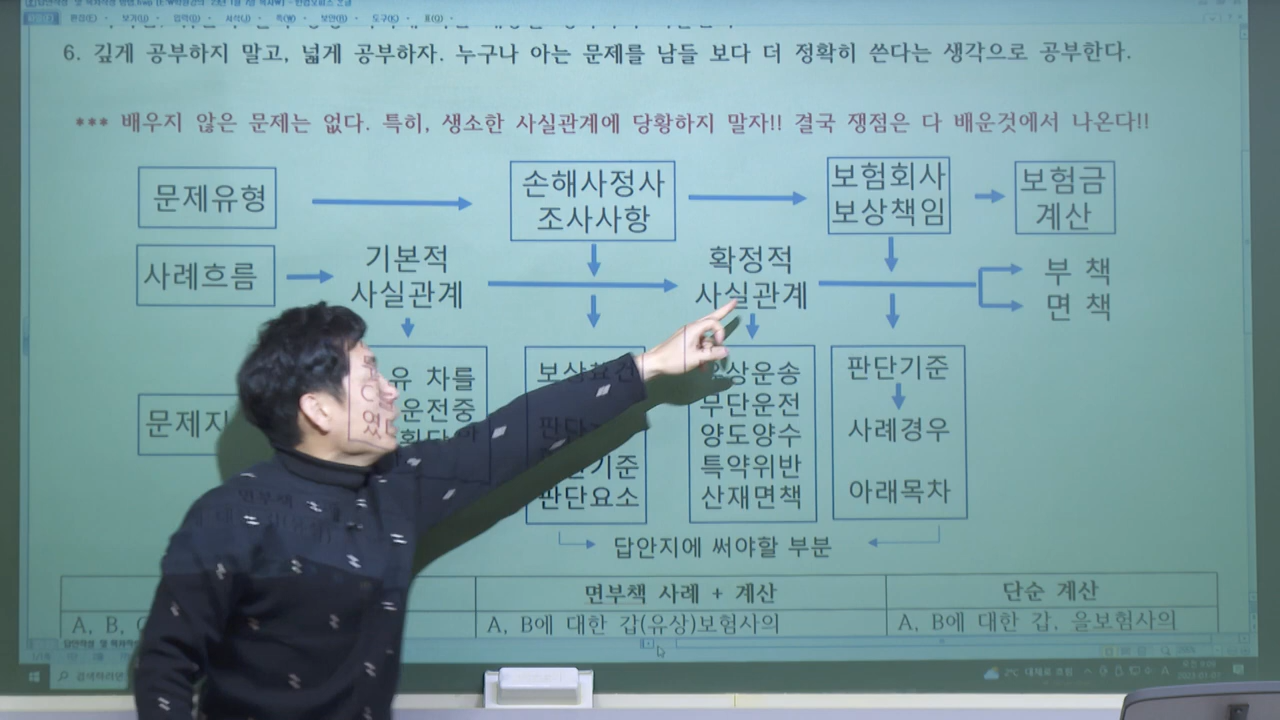 6. 깊게 공부하지 말고, 넓게 공부하자. 누구나 아는 문제를 남들 보다 더 정확히 쓴다는 생각으로 공부한다.
*** 배우지 않은 문제는 없다. 특히, 생소한 사실관계에 당황하지 말자!! 결국 쟁점은 다 배운것에서 나온다!!
문제유형
손해사정사
조사사항
보험회사
보상책임
보험금
계산
사례흐름
기본적
사실관계
확정적
사실관계
부 책
면 책
문제지
유 차를
운전중
보상요건
기준
판단요소
상운송
무단운전
양도양수
특약위반
산재면책
판단기준
사례경우
아래목차
답안지에 써야할 부분
면부책 사례 + 계산
단순 계산
A, B,
A, B에 대한 갑(유상)보험사의
A, B에 대한 갑, 을보험사의